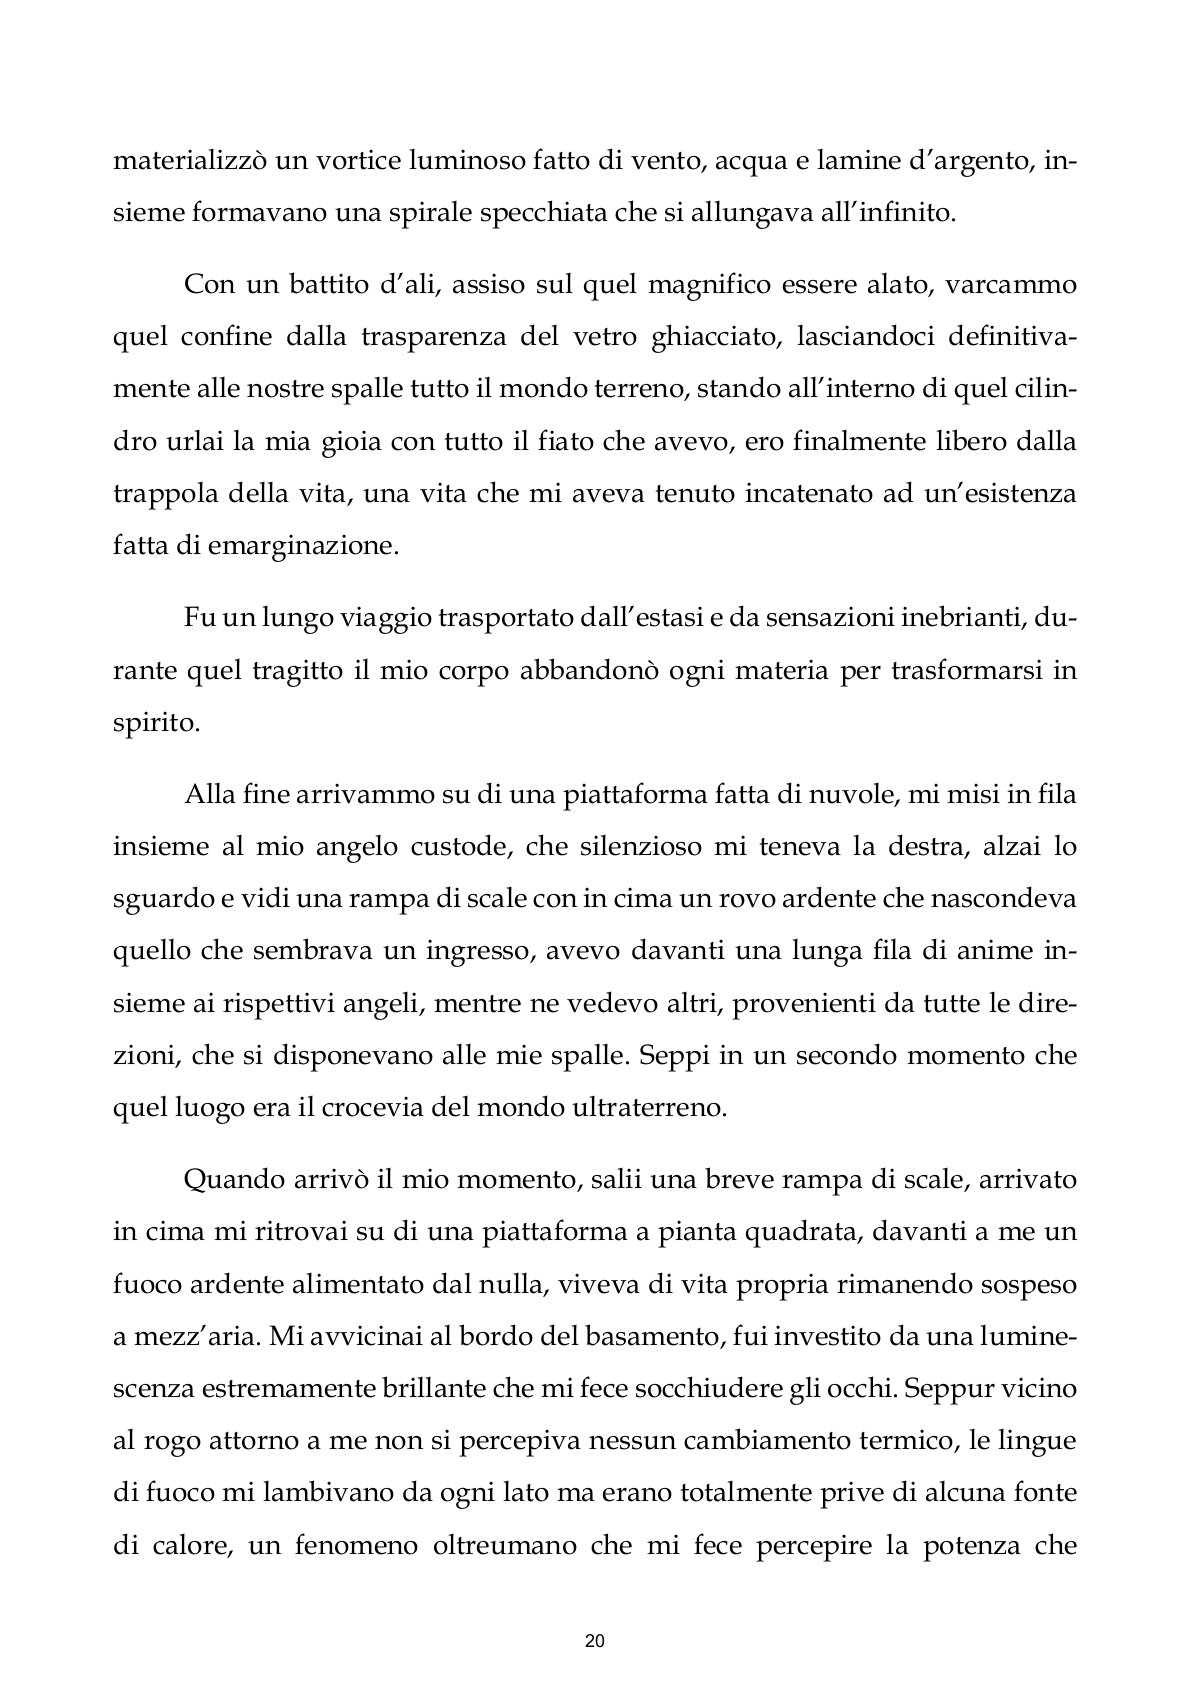 materializzò un vortice luminoso fatto di vento, acqua e lamine d’argento, in-
sieme formavano una spirale specchiata che si allungava all’infinito.
Con un battito d’ali, assiso sul quel magnifico essere alato, varcammo
quel confine dalla trasparenza del vetro ghiacciato, lasciandoci definitiva-
mente alle nostre spalle tutto il mondo terreno, stando all’interno di quel cilin-
dro urlai la mia gioia con tutto il fiato che avevo, ero finalmente libero dalla
trappola della vita, una vita che mi aveva tenuto incatenato ad un’esistenza
fatta di emarginazione.
Fu un lungo viaggio trasportato dall’estasi e da sensazioni inebrianti, du-
rante quel tragitto il mio corpo abbandonò ogni materia per trasformarsi in
spirito.
Alla fine arrivammo su di una piattaforma fatta di nuvole, mi misi in fila
insieme al mio angelo custode, che silenzioso mi teneva la destra, alzai lo
sguardo e vidi una rampa di scale con in cima un rovo ardente che nascondeva
quello che sembrava un ingresso, avevo davanti una lunga fila di anime in-
sieme ai rispettivi angeli, mentre ne vedevo altri, provenienti da tutte le dire-
zioni, che si disponevano alle mie spalle. Seppi in un secondo momento che
quel luogo era il crocevia del mondo ultraterreno.
Quando arrivò il mio momento, salii una breve rampa di scale, arrivato
in cima mi ritrovai su di una piattaforma a pianta quadrata, davanti a me un
fuoco ardente alimentato dal nulla, viveva di vita propria rimanendo sospeso
a mezz’aria. Mi avvicinai al bordo del basamento, fui investito da una lumine-
scenza estremamente brillante che mi fece socchiudere gli occhi. Seppur vicino
al rogo attorno a me non si percepiva nessun cambiamento termico, le lingue
di fuoco mi lambivano da ogni lato ma erano totalmente prive di alcuna fonte
di calore, un fenomeno oltreumano che mi fece percepire la potenza che
20